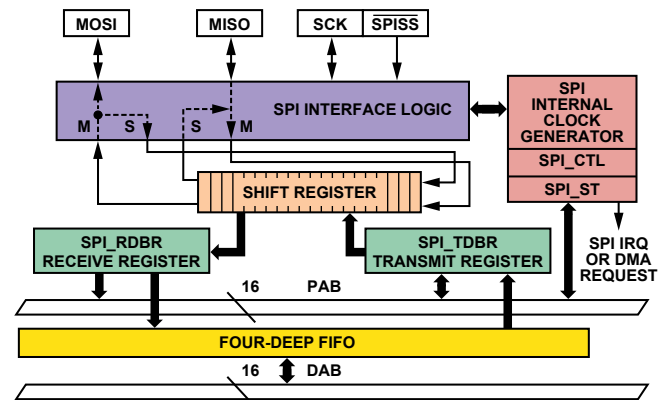 MOSI
MISO
SCK
SPISS
SPI INTERFACE LOGIC
M
S
S
M
SPI
INTERNAL
CLOCK
GENERATOR
SPI_CTL
SPI_ST
SHIFT REGISTER
SPI_RDBR
RECEIVE REGISTER
SPI_TDBR
TRANSMIT REGISTER
SPI IRQ
OR DMA
REQUEST
16
PAB
FOUR-DEEP FIFO
16
DAB